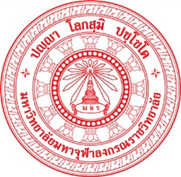 ปญฺญา โลกสฺมิ ปชฺโชโต
มจร
มหาวิทยาลัยมหาจุฬาลงกรณราชวิทยาลัย